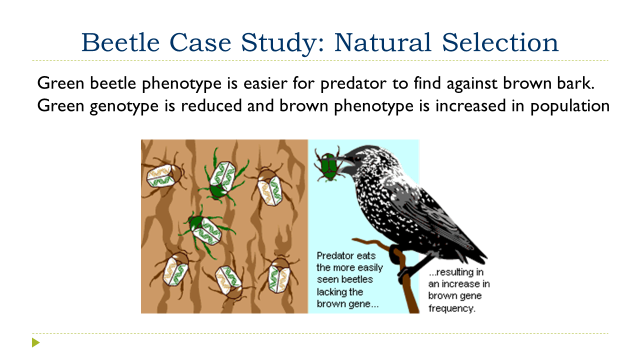 Beetle Case Study: Natural Selection
Green beetle phenotype is easier for predator to find against brown bark.
Green genotype is reduced and brown phenotype is increased in population
Predator eats
the more easily
seen beetles
lacking the
brown gene...
...resulting in
an increase in
brown gene
frequency.